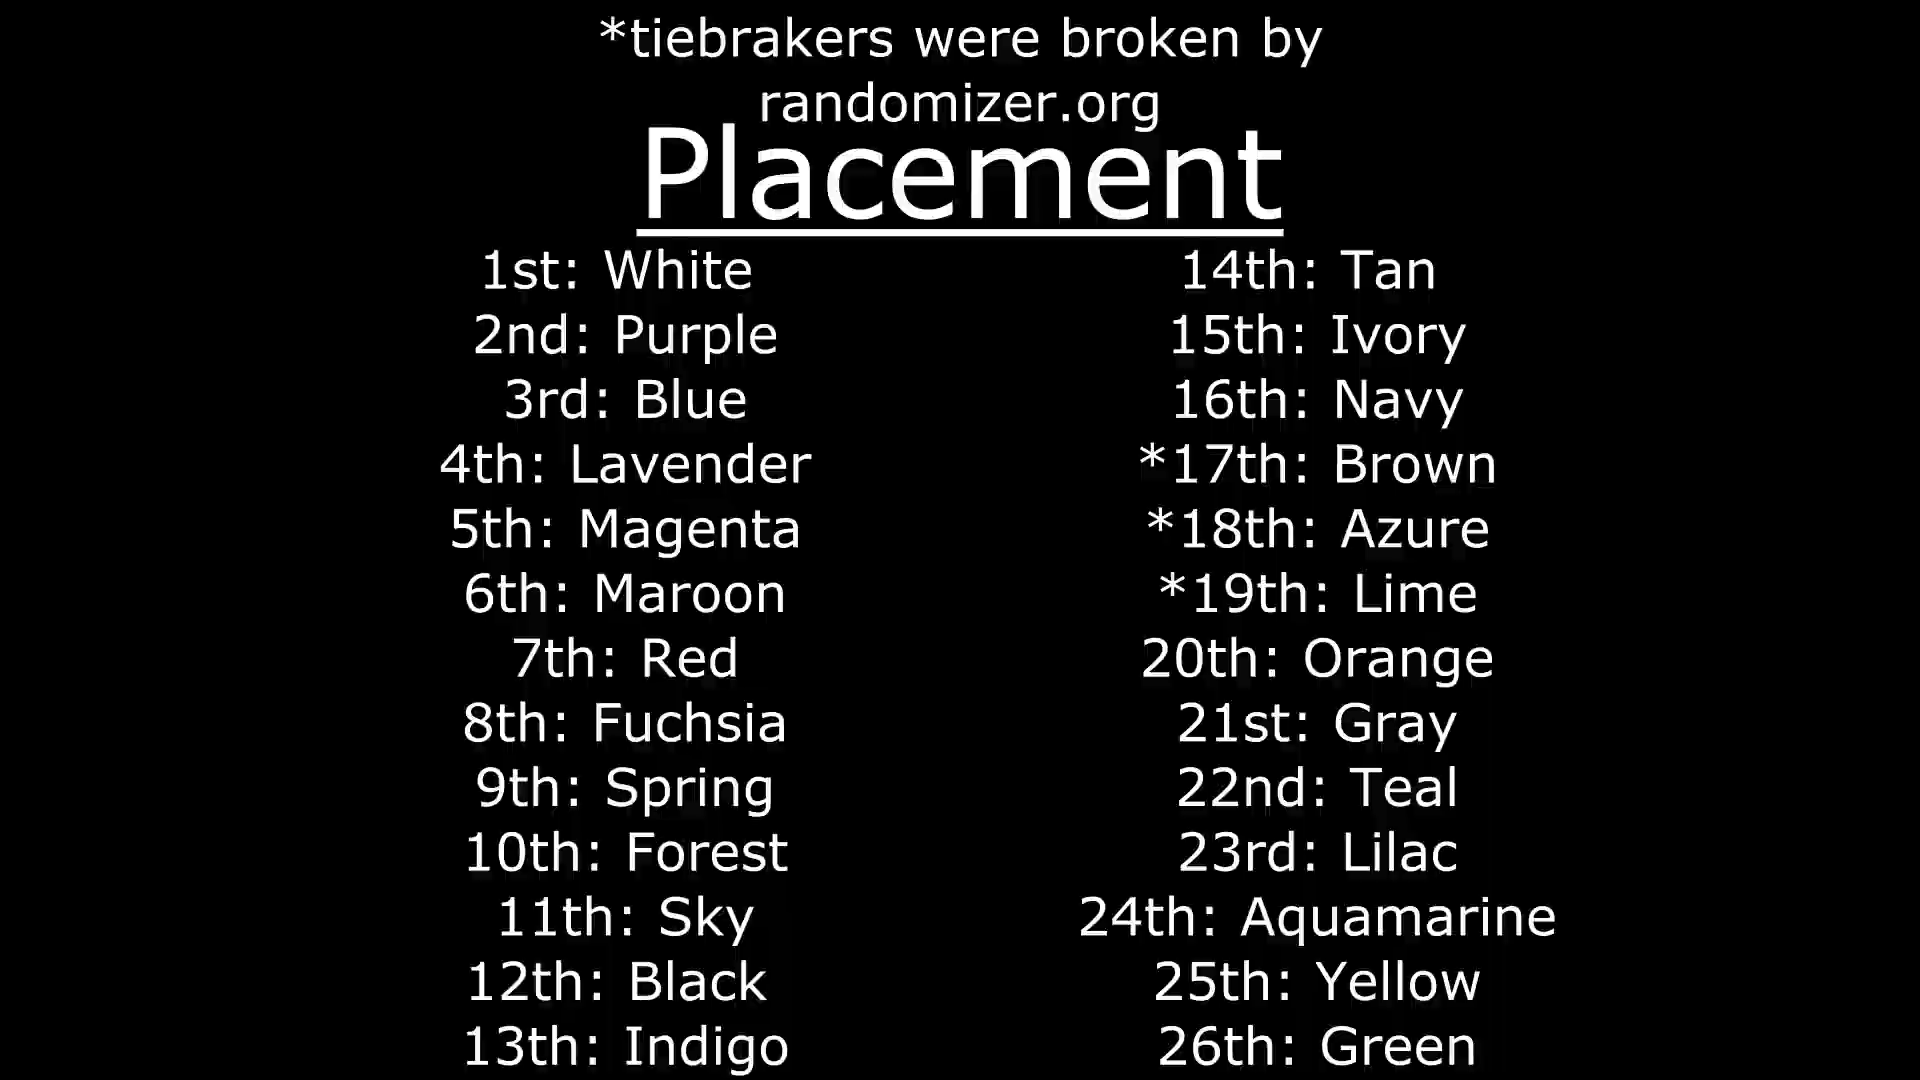 *tiebrakers were broken by
randomizer.org
Placement
1st: White
2nd: Purple
3rd: Blue
4th: Lavender
5th: Magenta
6th: Maroon
7th: Red
8th: Fuchsia
9th: Spring
10th: Forest
11th: Sky
12th: Black
13th: Indigo
14th: Tan
15th: Ivory
16th: Navy
*17th: Brown
*18th: Azure
*19th: Lime
20th: Orange
21st: Gray
22nd: Teal
23rd: Lilac
24th: Aquamarine
25th: Yellow
26th: Green